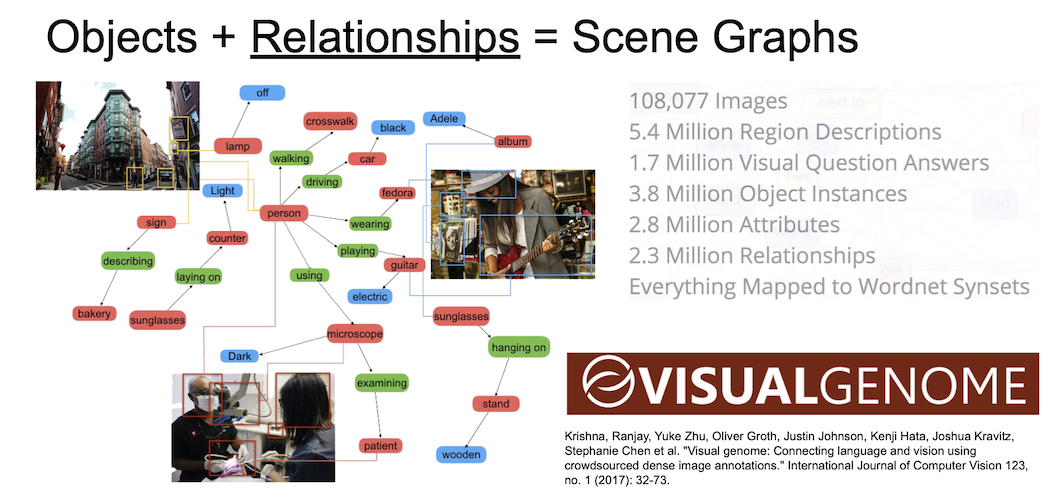 Objects + Relationships = Scene Graphs
off
lamp
crosswalk
black
Adele
album
walking
car
driving
Light
person
fedora
sign
wearing
counter
playing
describing
guitar
laying on
using
electric
bakery
sunglasses
sunglasses
microscope
hanging on
Dark
examining
stand
patient
wooden
108,077 Images
5.4 Million Region Descriptions
1.7 Million Visual Question Answers
3.8 Million Object Instances
2.8 Million Attributes
2.3 Million Relationships
Everything Mapped to Wordnet Synsets
VISUALGENOME
Krishna, Ranjay, Yuke Zhu, Oliver Groth, Justin Johnson, Kenji Hata, Joshua Kravitz,
Stephanie Chen et al. "Visual genome: Connecting language and vision using
crowdsourced dense image annotations." International Journal of Computer Vision 123,
no. 1 (2017): 32-73.